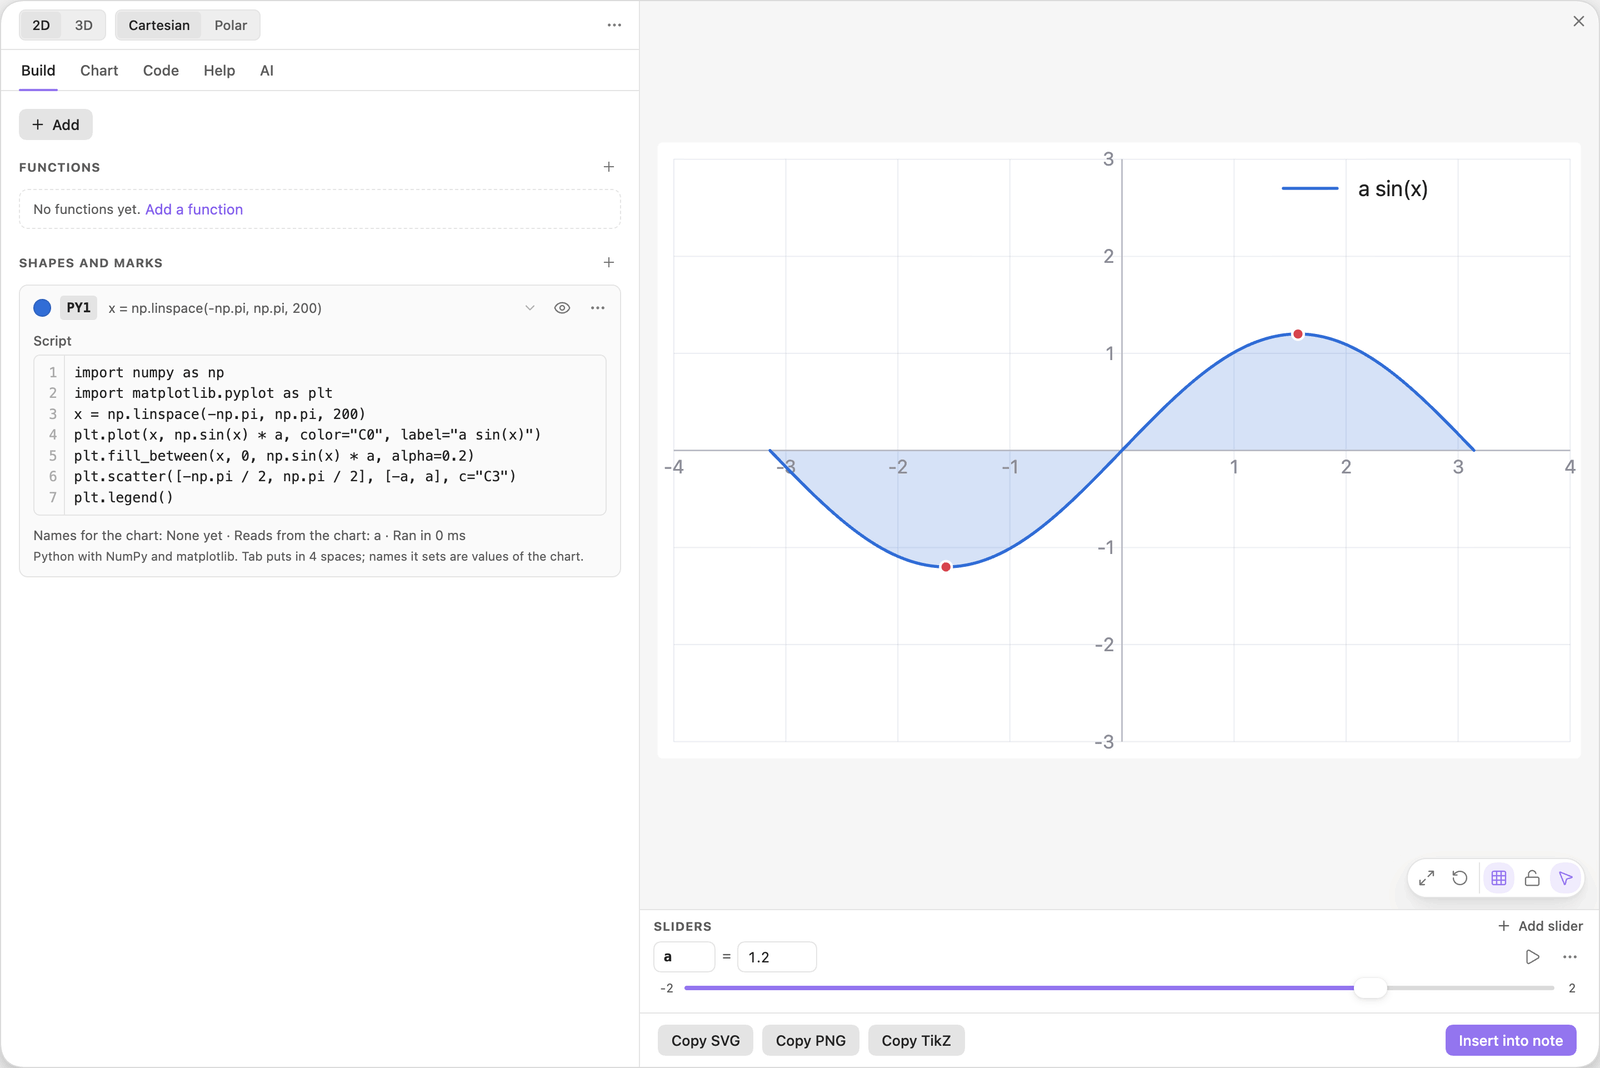 2D 3D Cartesian Polar
Build Chart Code Help AI
+ Add
FUNCTIONS
No functions yet. Add a function
SHAPES AND MARKS
PY1 x = np.linspace(-np.pi, np.pi, 200)
Script
1 import numpy as np
2 import matplotlib.pyplot as plt
3 x = np.linspace(-np.pi, np.pi, 200)
4 plt.plot(x, np.sin(x) * a, color="C0", label="a sin(x)")
5 plt.fill_between(x, 0, np.sin(x) * a, alpha=0.2)
6 plt.scatter([-np.pi / 2, np.pi / 2], [-a, a], c="C3")
7 plt.legend()
Names for the chart: None yet · Reads from the chart: a · Ran in 0 ms
Python with NumPy and matplotlib. Tab puts in 4 spaces; names it sets are values of the chart.
3
a sin(x)
2
1
-4 -3 -2 -1 1 2 3 4
-1
-2
-3
SLIDERS + Add slider
a = 1.2
-2 2
Copy SVG Copy PNG Copy TikZ Insert into note